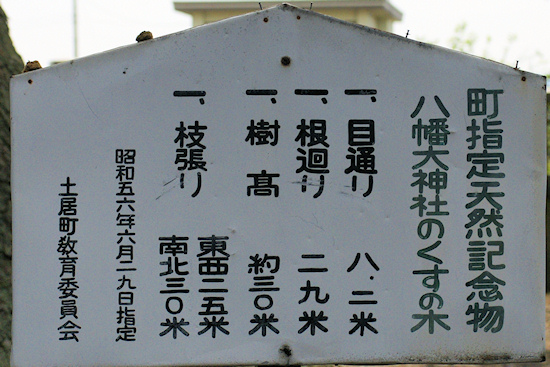 町指定天然記念物
八幡大神社のくすの木
一、目通り 八.二米
一、根廻り 二九米
一、樹高 約三〇米
一、枝張り 東西二五米
南北三〇米
昭和五六年六月二九日指定
土居町教育委員会